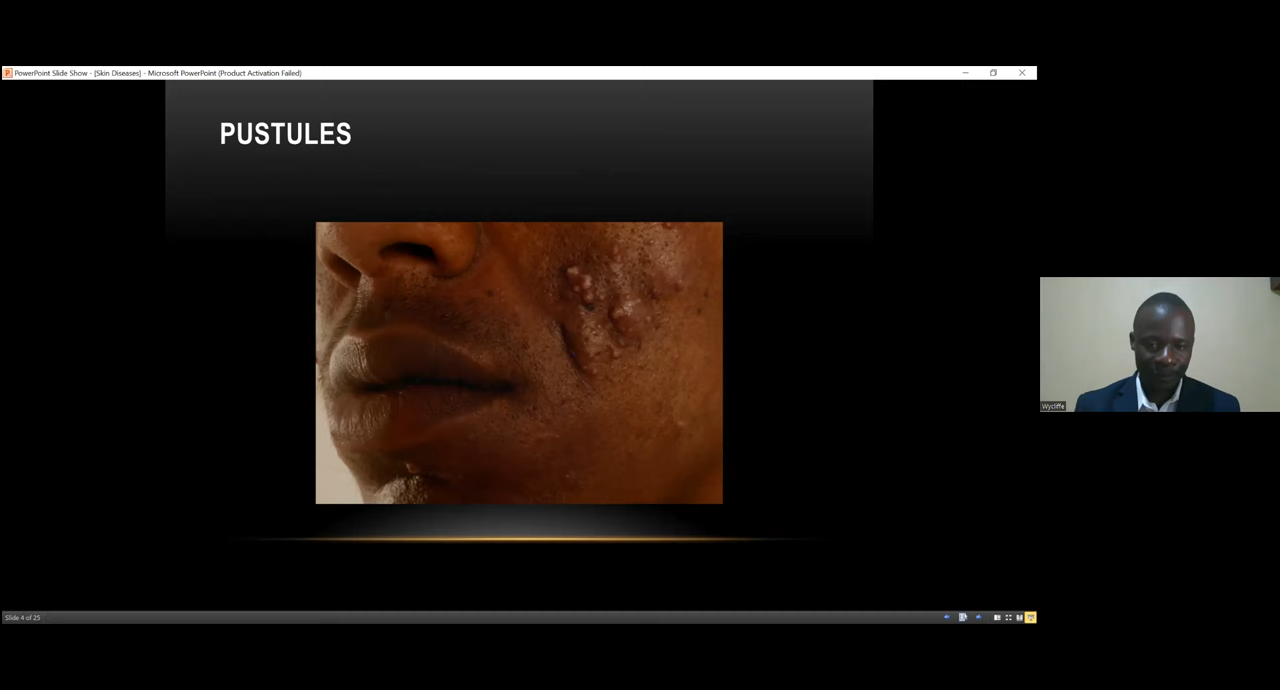 PowerPoint Slide Show - [Skin Diseases] - Microsoft PowerPoint (Product Activation Failed)
PUSTULES
Wycliffe
Slide 4 of 25